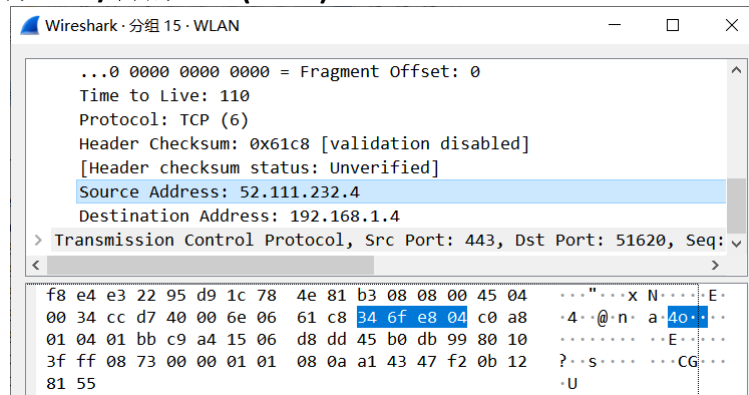 Wireshark · 分组 15 · WLAN
...0 0000 0000 0000 = Fragment Offset: 0
Time to Live: 110
Protocol: TCP (6)
Header Checksum: 0x61c8 [validation disabled]
[Header checksum status: Unverified]
Source Address: 52.111.232.4
Destination Address: 192.168.1.4
> Transmission Control Protocol, Src Port: 443, Dst Port: 51620, Seq:
f8 e4 e3 22 95 d9 1c 78 4e 81 b3 08 08 00 45 04 ···"···x N·····E·
00 34 cc d7 40 00 6e 06 61 c8 34 6f e8 04 c0 a8 ·4··@·n· a·4o····
01 04 01 bb c9 a4 15 06 d8 dd 45 b0 db 99 80 10 ········ ··E·····
3f ff 08 73 00 00 01 01 08 0a a1 43 47 f2 0b 12 ?··s···· ···CG···
81 55 ·U